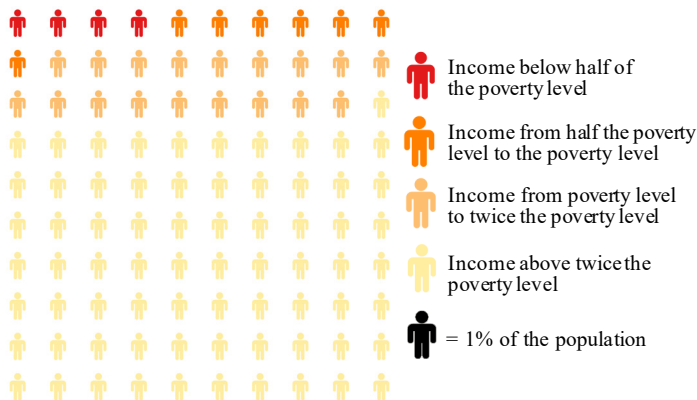 Income below half of
the poverty level
Income from half the poverty
level to the poverty level
Income from poverty level
to twice the poverty level
Income above twice the
poverty level
= 1% of the population